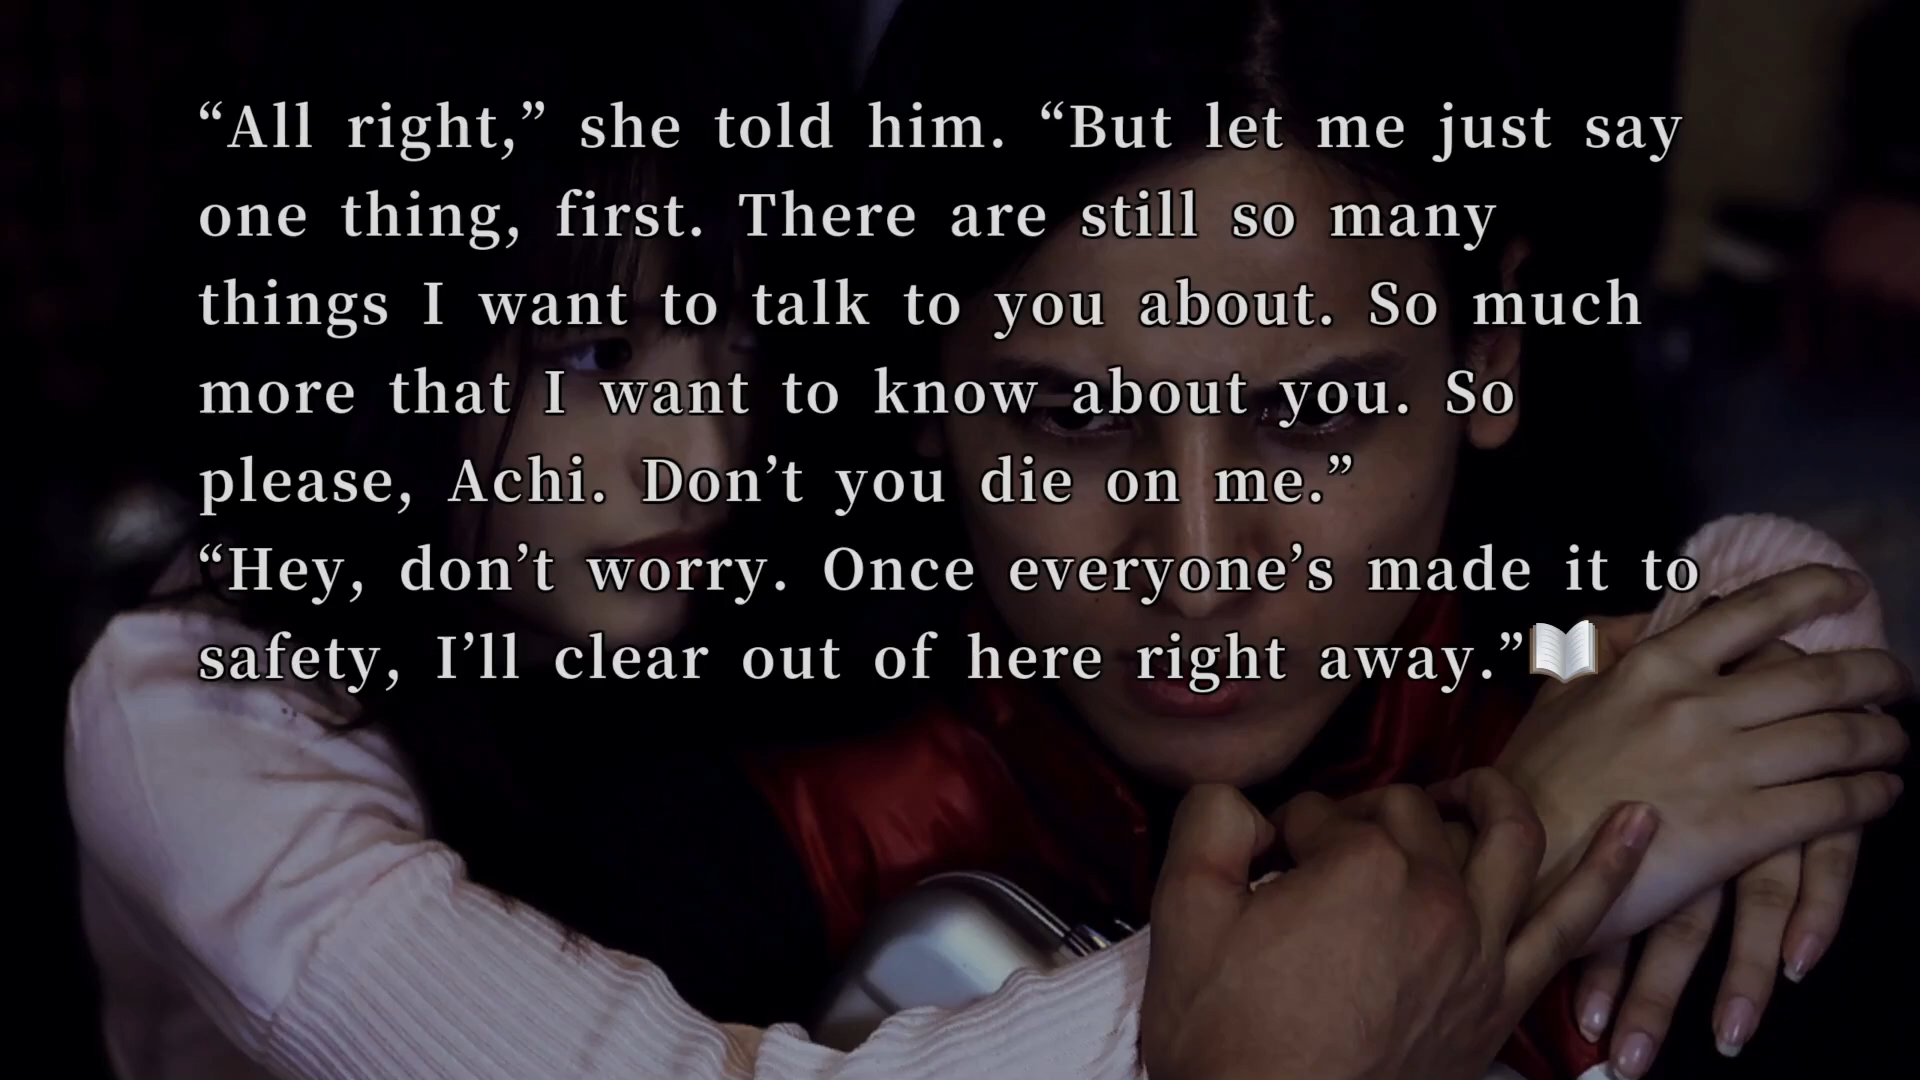 “All right,” she told him. “But let me just say
one thing, first. There are still so many
things I want to talk to you about. So much
more that I want to know about you. So
please, Achi. Don’t you die on me.”
“Hey, don’t worry. Once everyone’s made it to
safety, I’ll clear out of here right away.”